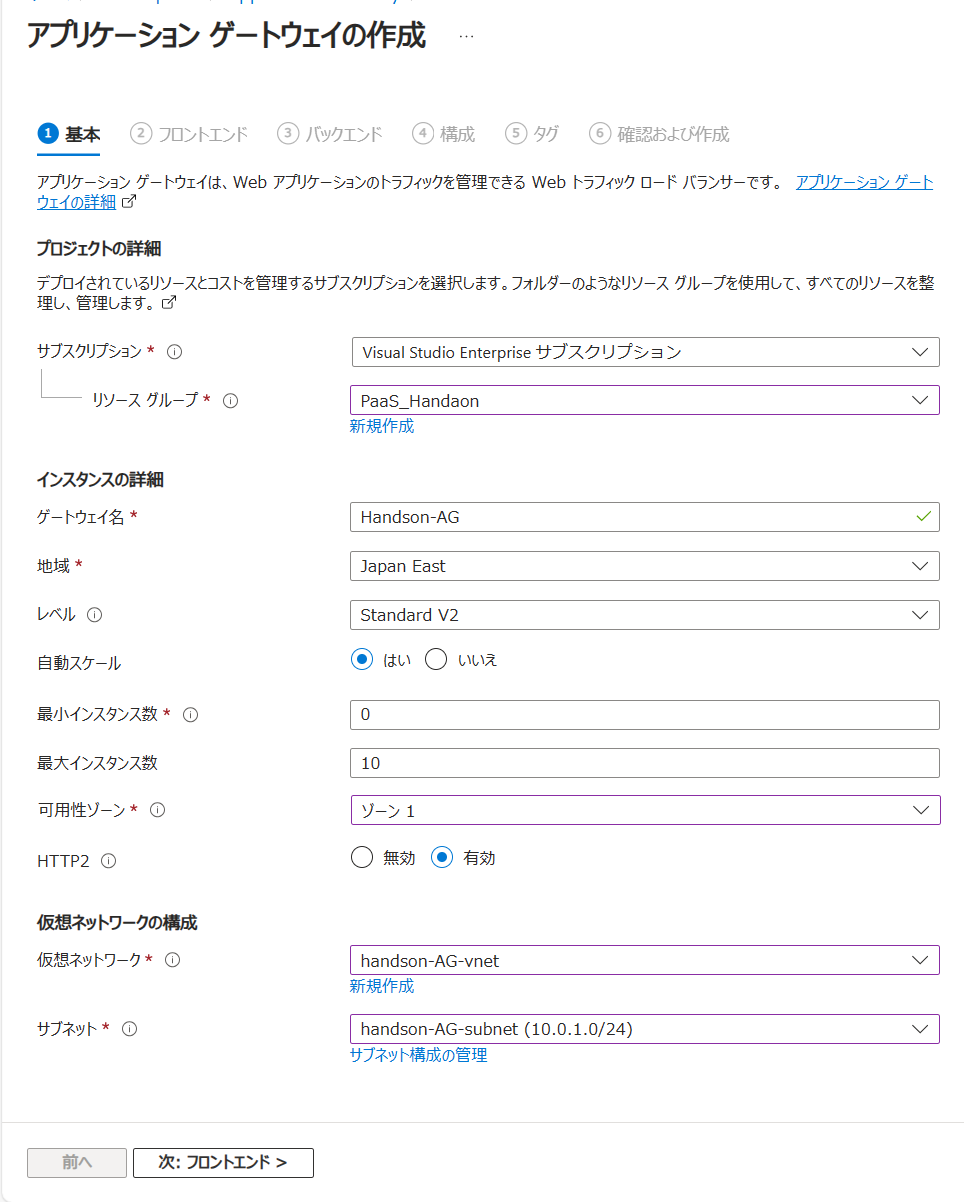 アプリケーション ゲートウェイの作成 …
1 基本 2 フロントエンド 3 バックエンド 4 構成 5 タグ 6 確認および作成
アプリケーション ゲートウェイは、Web アプリケーションのトラフィックを管理できる Web トラフィック ロード バランサーです。 アプリケーション ゲート
ウェイの詳細
プロジェクトの詳細
デプロイされているリソースとコストを管理するサブスクリプションを選択します。フォルダーのようなリソース グループを使用して、すべてのリソースを整
理し、管理します。
サブスクリプション * Visual Studio Enterprise サブスクリプション
リソース グループ * PaaS_Handaon
新規作成
インスタンスの詳細
ゲートウェイ名 * Handson-AG
地域 * Japan East
レベル Standard V2
自動スケール はい いいえ
最小インスタンス数 * 0
最大インスタンス数 10
可用性ゾーン * ゾーン 1
HTTP2 無効 有効
仮想ネットワークの構成
仮想ネットワーク * handson-AG-vnet
新規作成
サブネット * handson-AG-subnet (10.0.1.0/24)
サブネット構成の管理
前へ 次: フロントエンド >